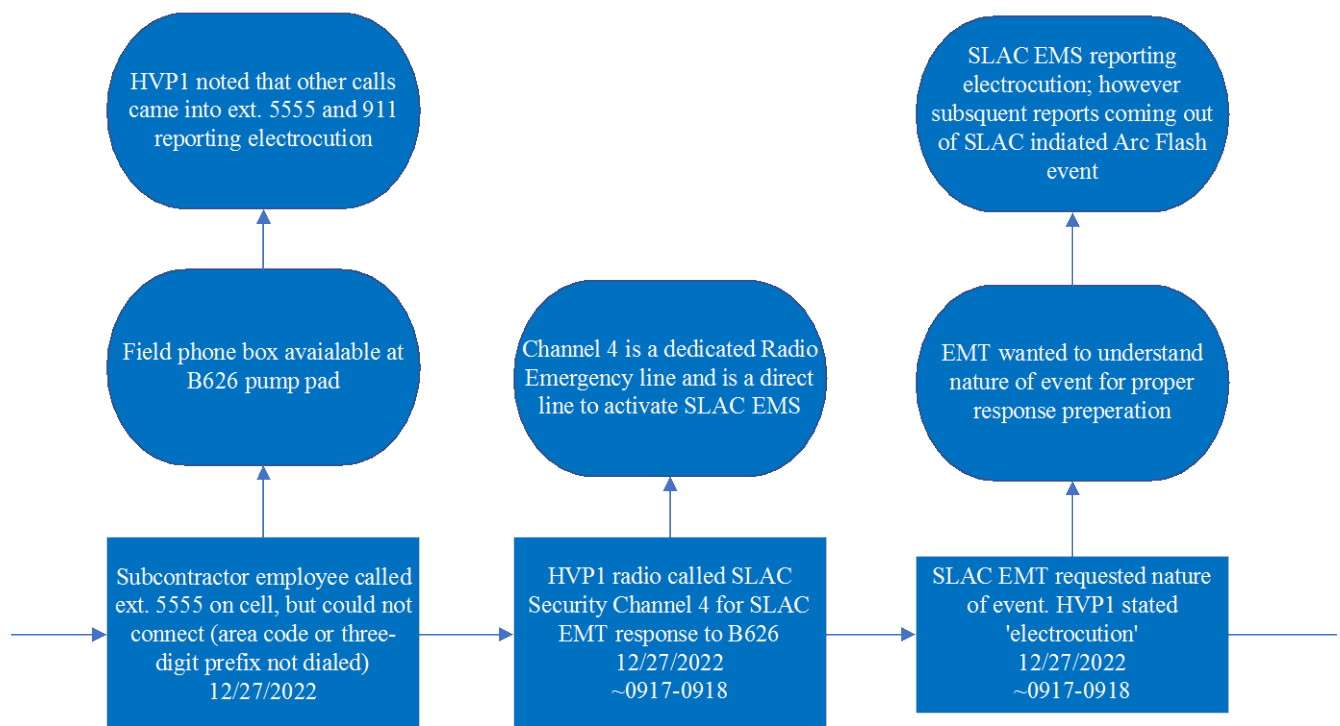 HVP1 noted that other calls
came into ext. 5555 and 911
reporting electrocution
SLAC EMS reporting
electrocution; however
subsquent reports coming out
of SLAC indiated Arc Flash
event
Field phone box avaialable at
B626 pump pad
Channel 4 is a dedicated Radio
Emergency line and is a direct
line to activate SLAC EMS
EMT wanted to understand
nature of event for proper
response preperation
Subcontractor employee called
ext. 5555 on cell, but could not
connect (area code or three-
digit prefix not dialed)
12/27/2022
HVP1 radio called SLAC
Security Channel 4 for SLAC
EMT response to B626
12/27/2022
~0917-0918
SLAC EMT requested nature
of event. HVP1 stated
'electrocution'
12/27/2022
~0917-0918